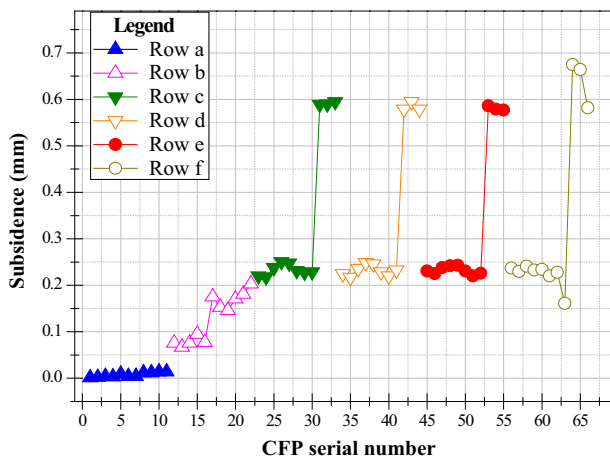 Legend
Row a
Row b
Row c
Row d
Row e
Row f
0.7
0.6
0.5
0.4
0.3
0.2
0.1
0.0
Subsidence (mm)
0 5 10 15 20 25 30 35 40 45 50 55 60 65
CFP serial number